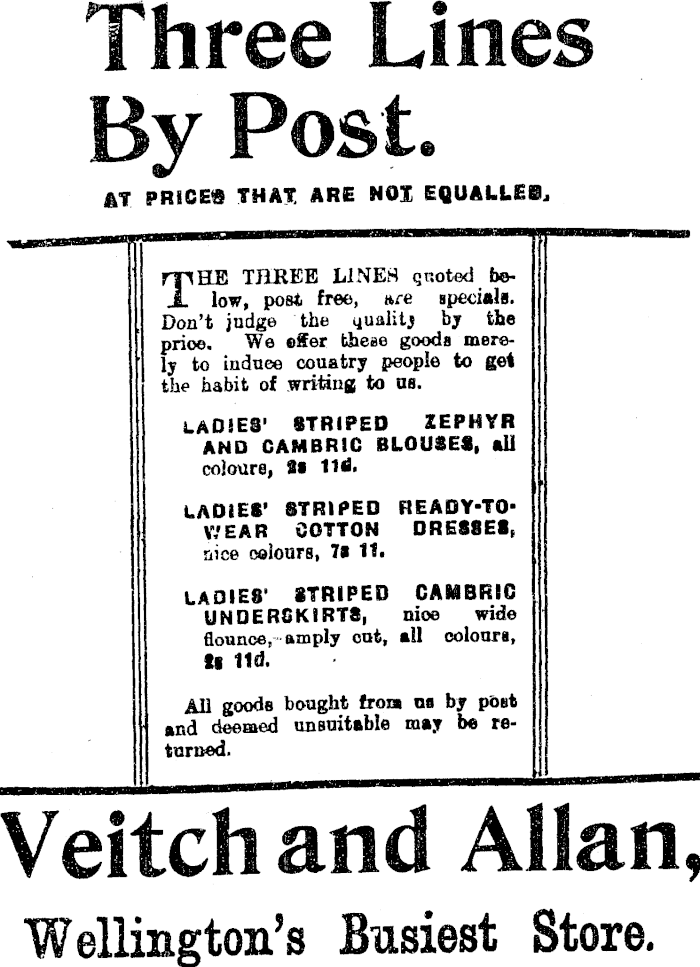 Three Lines
By Post.
AT PRICES THAT ARE NOT EQUALLED.
THE THREE LINES quoted be-
low, post free, are specials.
Don't judge the quality by the
price. We offer these goods mere-
ly to induce couatry people to get
the habit of writing to us.
LADIES' STRIPED ZEPHYR
AND CAMBRIC BLOUSES, all
colours, 2s 11d.
LADIES' STRIPED READY-TO-
WEAR COTTON DRESSES,
nice colours, 7s 11.
LADIES' STRIPED CAMBRIC
UNDERSKIRTS, nice wide
flounce, amply cut, all colours,
2s 11d.
All goods bought from us by post
and deemed unsuitable may be re-
turned.
Veitch and Allan,
Wellington's Busiest Store.